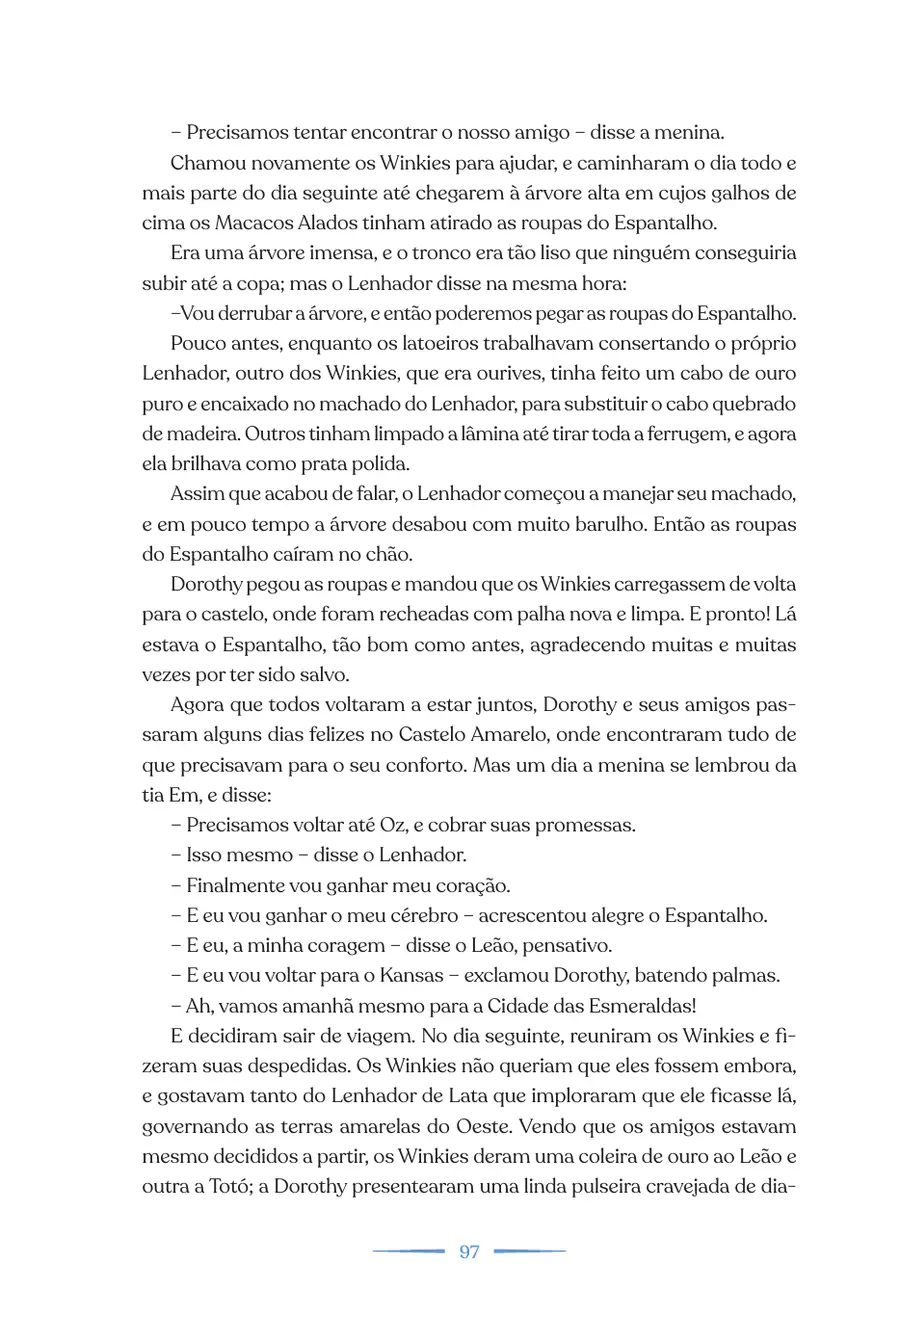 – Precisamos tentar encontrar o nosso amigo – disse a menina.
Chamou novamente os Winkies para ajudar, e caminharam o dia todo e
mais parte do dia seguinte até chegarem à árvore alta em cujos galhos de
cima os Macacos Alados tinham atirado as roupas do Espantalho.
Era uma árvore imensa, e o tronco era tão liso que ninguém conseguiria
subir até a copa; mas o Lenhador disse na mesma hora:
–Vou derrubar a árvore, e então poderemos pegar as roupas do Espantalho.
Pouco antes, enquanto os latoeiros trabalhavam consertando o próprio
Lenhador, outro dos Winkies, que era ourives, tinha feito um cabo de ouro
puro e encaixado no machado do Lenhador, para substituir o cabo quebrado
de madeira. Outros tinham limpado a lâmina até tirar toda a ferrugem, e agora
ela brilhava como prata polida.
Assim que acabou de falar, o Lenhador começou a manejar seu machado,
e em pouco tempo a árvore desabou com muito barulho. Então as roupas
do Espantalho caíram no chão.
Dorothy pegou as roupas e mandou que os Winkies carregassem de volta
para o castelo, onde foram recheadas com palha nova e limpa. E pronto! Lá
estava o Espantalho, tão bom como antes, agradecendo muitas e muitas
vezes por ter sido salvo.
Agora que todos voltaram a estar juntos, Dorothy e seus amigos pas-
saram alguns dias felizes no Castelo Amarelo, onde encontraram tudo de
que precisavam para o seu conforto. Mas um dia a menina se lembrou da
tia Em, e disse:
– Precisamos voltar até Oz, e cobrar suas promessas.
– Isso mesmo – disse o Lenhador.
– Finalmente vou ganhar meu coração.
– E eu vou ganhar o meu cérebro – acrescentou alegre o Espantalho.
– E eu, a minha coragem – disse o Leão, pensativo.
– E eu vou voltar para o Kansas – exclamou Dorothy, batendo palmas.
– Ah, vamos amanhã mesmo para a Cidade das Esmeraldas!
E decidiram sair de viagem. No dia seguinte, reuniram os Winkies e fi-
zeram suas despedidas. Os Winkies não queriam que eles fossem embora,
e gostavam tanto do Lenhador de Lata que imploraram que ele ficasse lá,
governando as terras amarelas do Oeste. Vendo que os amigos estavam
mesmo decididos a partir, os Winkies deram uma coleira de ouro ao Leão e
outra a Totó; a Dorothy presentearam uma linda pulseira cravejada de dia-
97